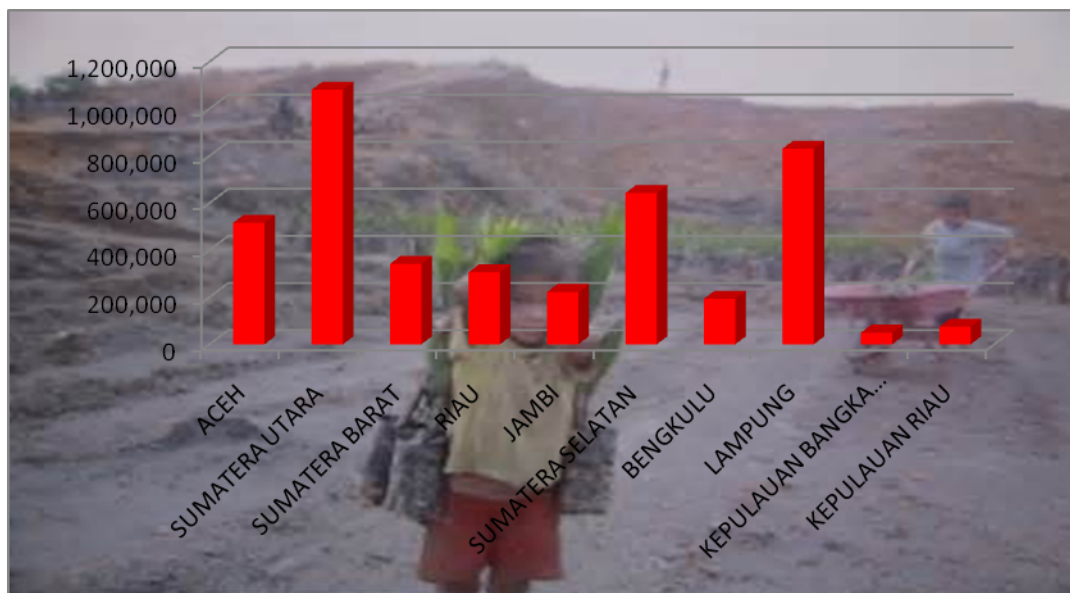 1,200,000
1,000,000
800,000
600,000
400,000
200,000
0
ACEH
SUMATERA UTARA
SUMATERA BARAT
RIAU
JAMBI
SUMATERA SELATAN
BENGKULU
LAMPUNG
KEPULAUAN BANGKA...
KEPULAUAN RIAU